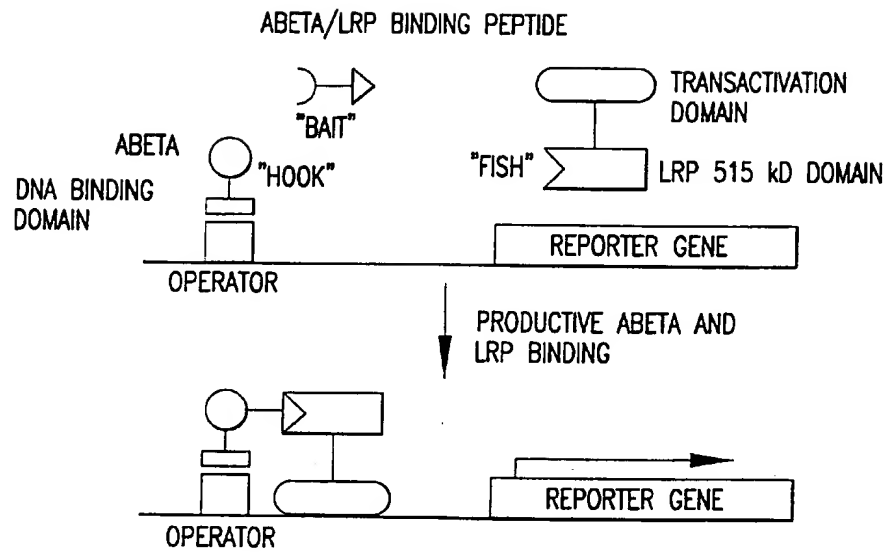 ABETA/LRP BINDING PEPTIDE
TRANSACTIVATION
DOMAIN
"BAIT"
ABETA
"HOOK"
"FISH"
LRP 515 kD DOMAIN
DNA BINDING
DOMAIN
REPORTER GENE
OPERATOR
PRODUCTIVE ABETA AND
LRP BINDING
REPORTER GENE
OPERATOR